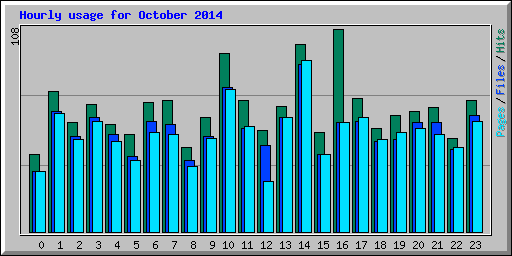 Hourly usage for October 2014
108
Pages/Files/Hits
0 1 2 3 4 5 6 7 8 9 10 11 12 13 14 15 16 17 18 19 20 21 22 23